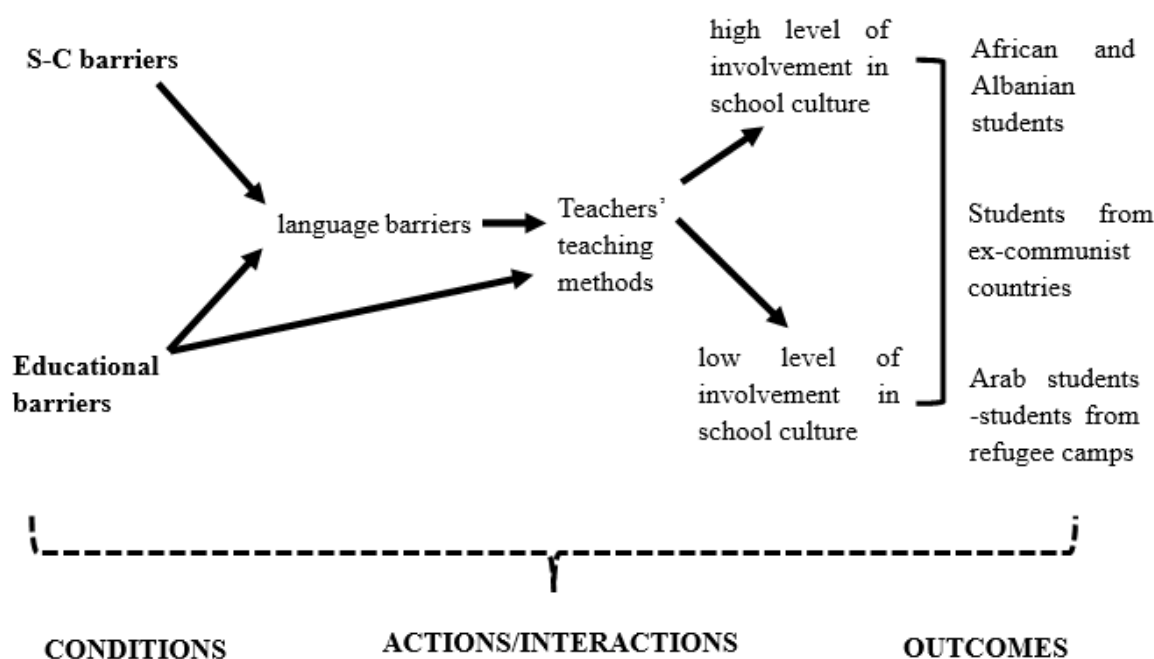 S-C barriers
Educational
barriers
language barriers
Teachers’
teaching
methods
high level of
involvement in
school culture
low level of
involvement in
school culture
African and
Albanian
students
Students from
ex-communist
countries
Arab students
-students from
refugee camps
CONDITIONS
ACTIONS/INTERACTIONS
OUTCOMES